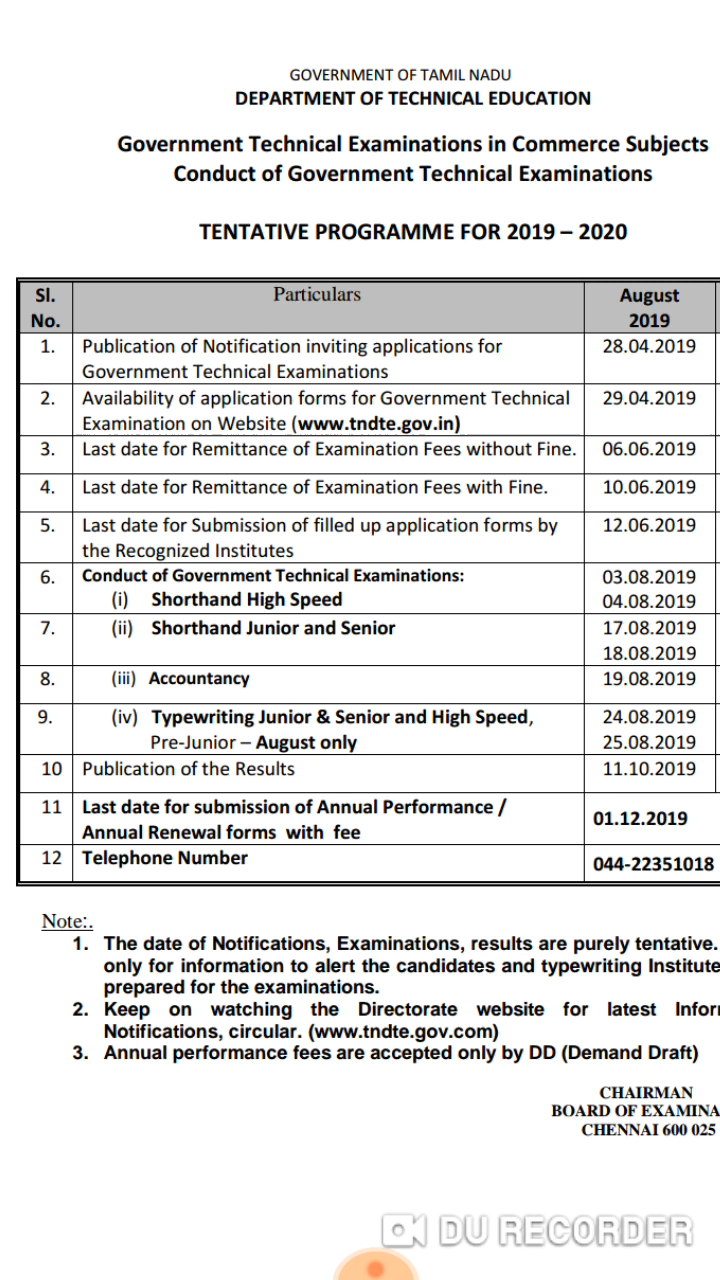 GOVERNMENT OF TAMIL NADU
DEPARTMENT OF TECHNICAL EDUCATION
Government Technical Examinations in Commerce Subjects
Conduct of Government Technical Examinations
TENTATIVE PROGRAMME FOR 2019 – 2020
Sl. No. Particulars August 2019
1. Publication of Notification inviting applications for 28.04.2019
Government Technical Examinations
2. Availability of application forms for Government Technical 29.04.2019
Examination on Website (www.tndte.gov.in)
3. Last date for Remittance of Examination Fees without Fine. 06.06.2019
4. Last date for Remittance of Examination Fees with Fine. 10.06.2019
5. Last date for Submission of filled up application forms by 12.06.2019
the Recognized Institutes
6. Conduct of Government Technical Examinations: 03.08.2019
(i) Shorthand High Speed 04.08.2019
7. (ii) Shorthand Junior and Senior 17.08.2019
18.08.2019
8. (iii) Accountancy 19.08.2019
9. (iv) Typewriting Junior & Senior and High Speed, 24.08.2019
Pre-Junior – August only 25.08.2019
10 Publication of the Results 11.10.2019
11 Last date for submission of Annual Performance /
Annual Renewal forms with fee 01.12.2019
12 Telephone Number 044-22351018
Note:.
1. The date of Notifications, Examinations, results are purely tentative.
only for information to alert the candidates and typewriting Institute
prepared for the examinations.
2. Keep on watching the Directorate website for latest Infor
Notifications, circular. (www.tndte.gov.com)
3. Annual performance fees are accepted only by DD (Demand Draft)
CHAIRMAN
BOARD OF EXAMINA
CHENNAI 600 025
DU RECORDER